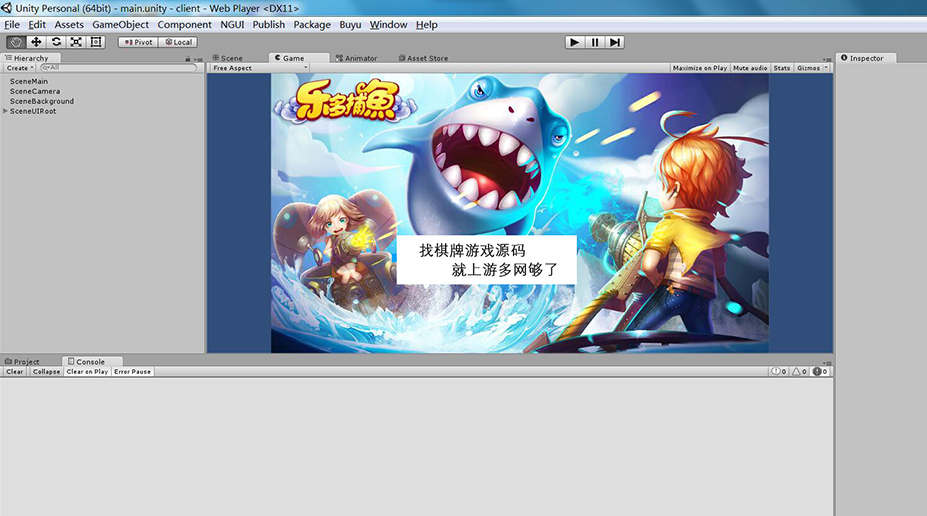 Unity Personal (64bit) - main.unity - client - Web Player <DX11>
File Edit Assets GameObject Component NGUI Publish Package Buyu Window Help
Pivot Local
Hierarchy
Scene Game Animator Asset Store
Inspector
Create All
Free Aspect
Maximize on Play Mute audio Stats Gizmos
SceneMain
SceneCamera
SceneBackground
SceneUIRoot
乐多捕魚
找棋牌游戏源码
就上游多网够了
Project Console
Clear Collapse Clear on Play Error Pause
0 0 0